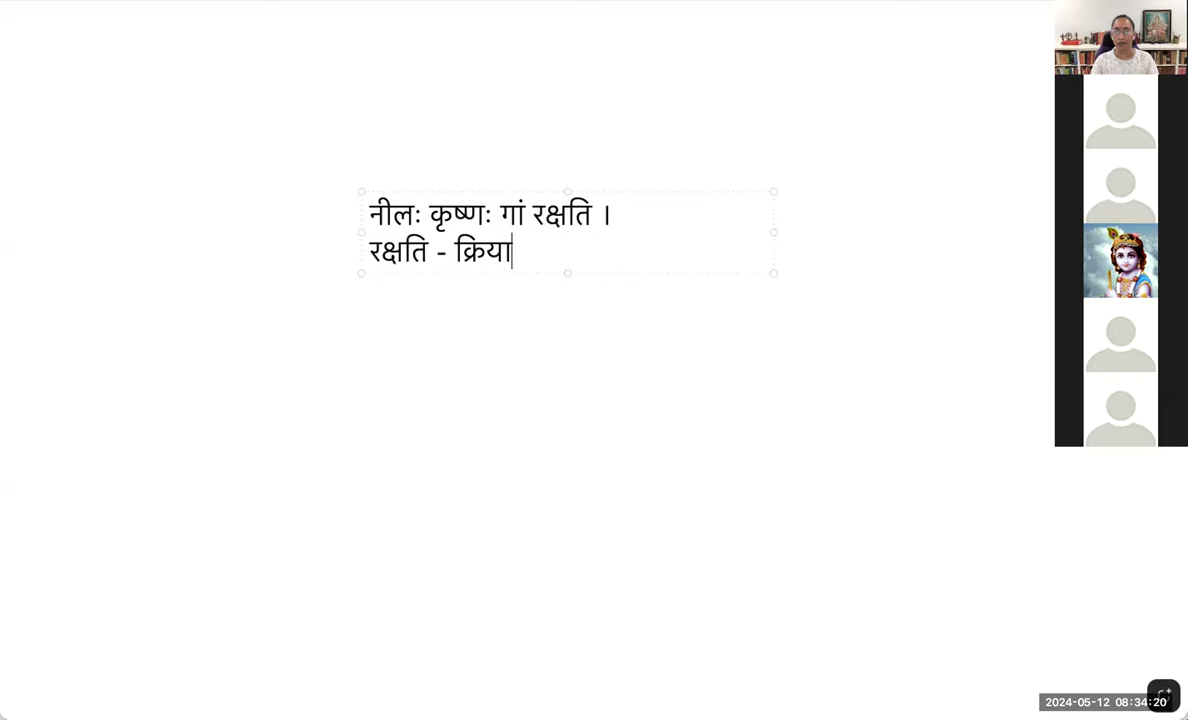 नीलः कृष्णः गां रक्षति ।
रक्षति - क्रिया
2024-05-12 08:34:20